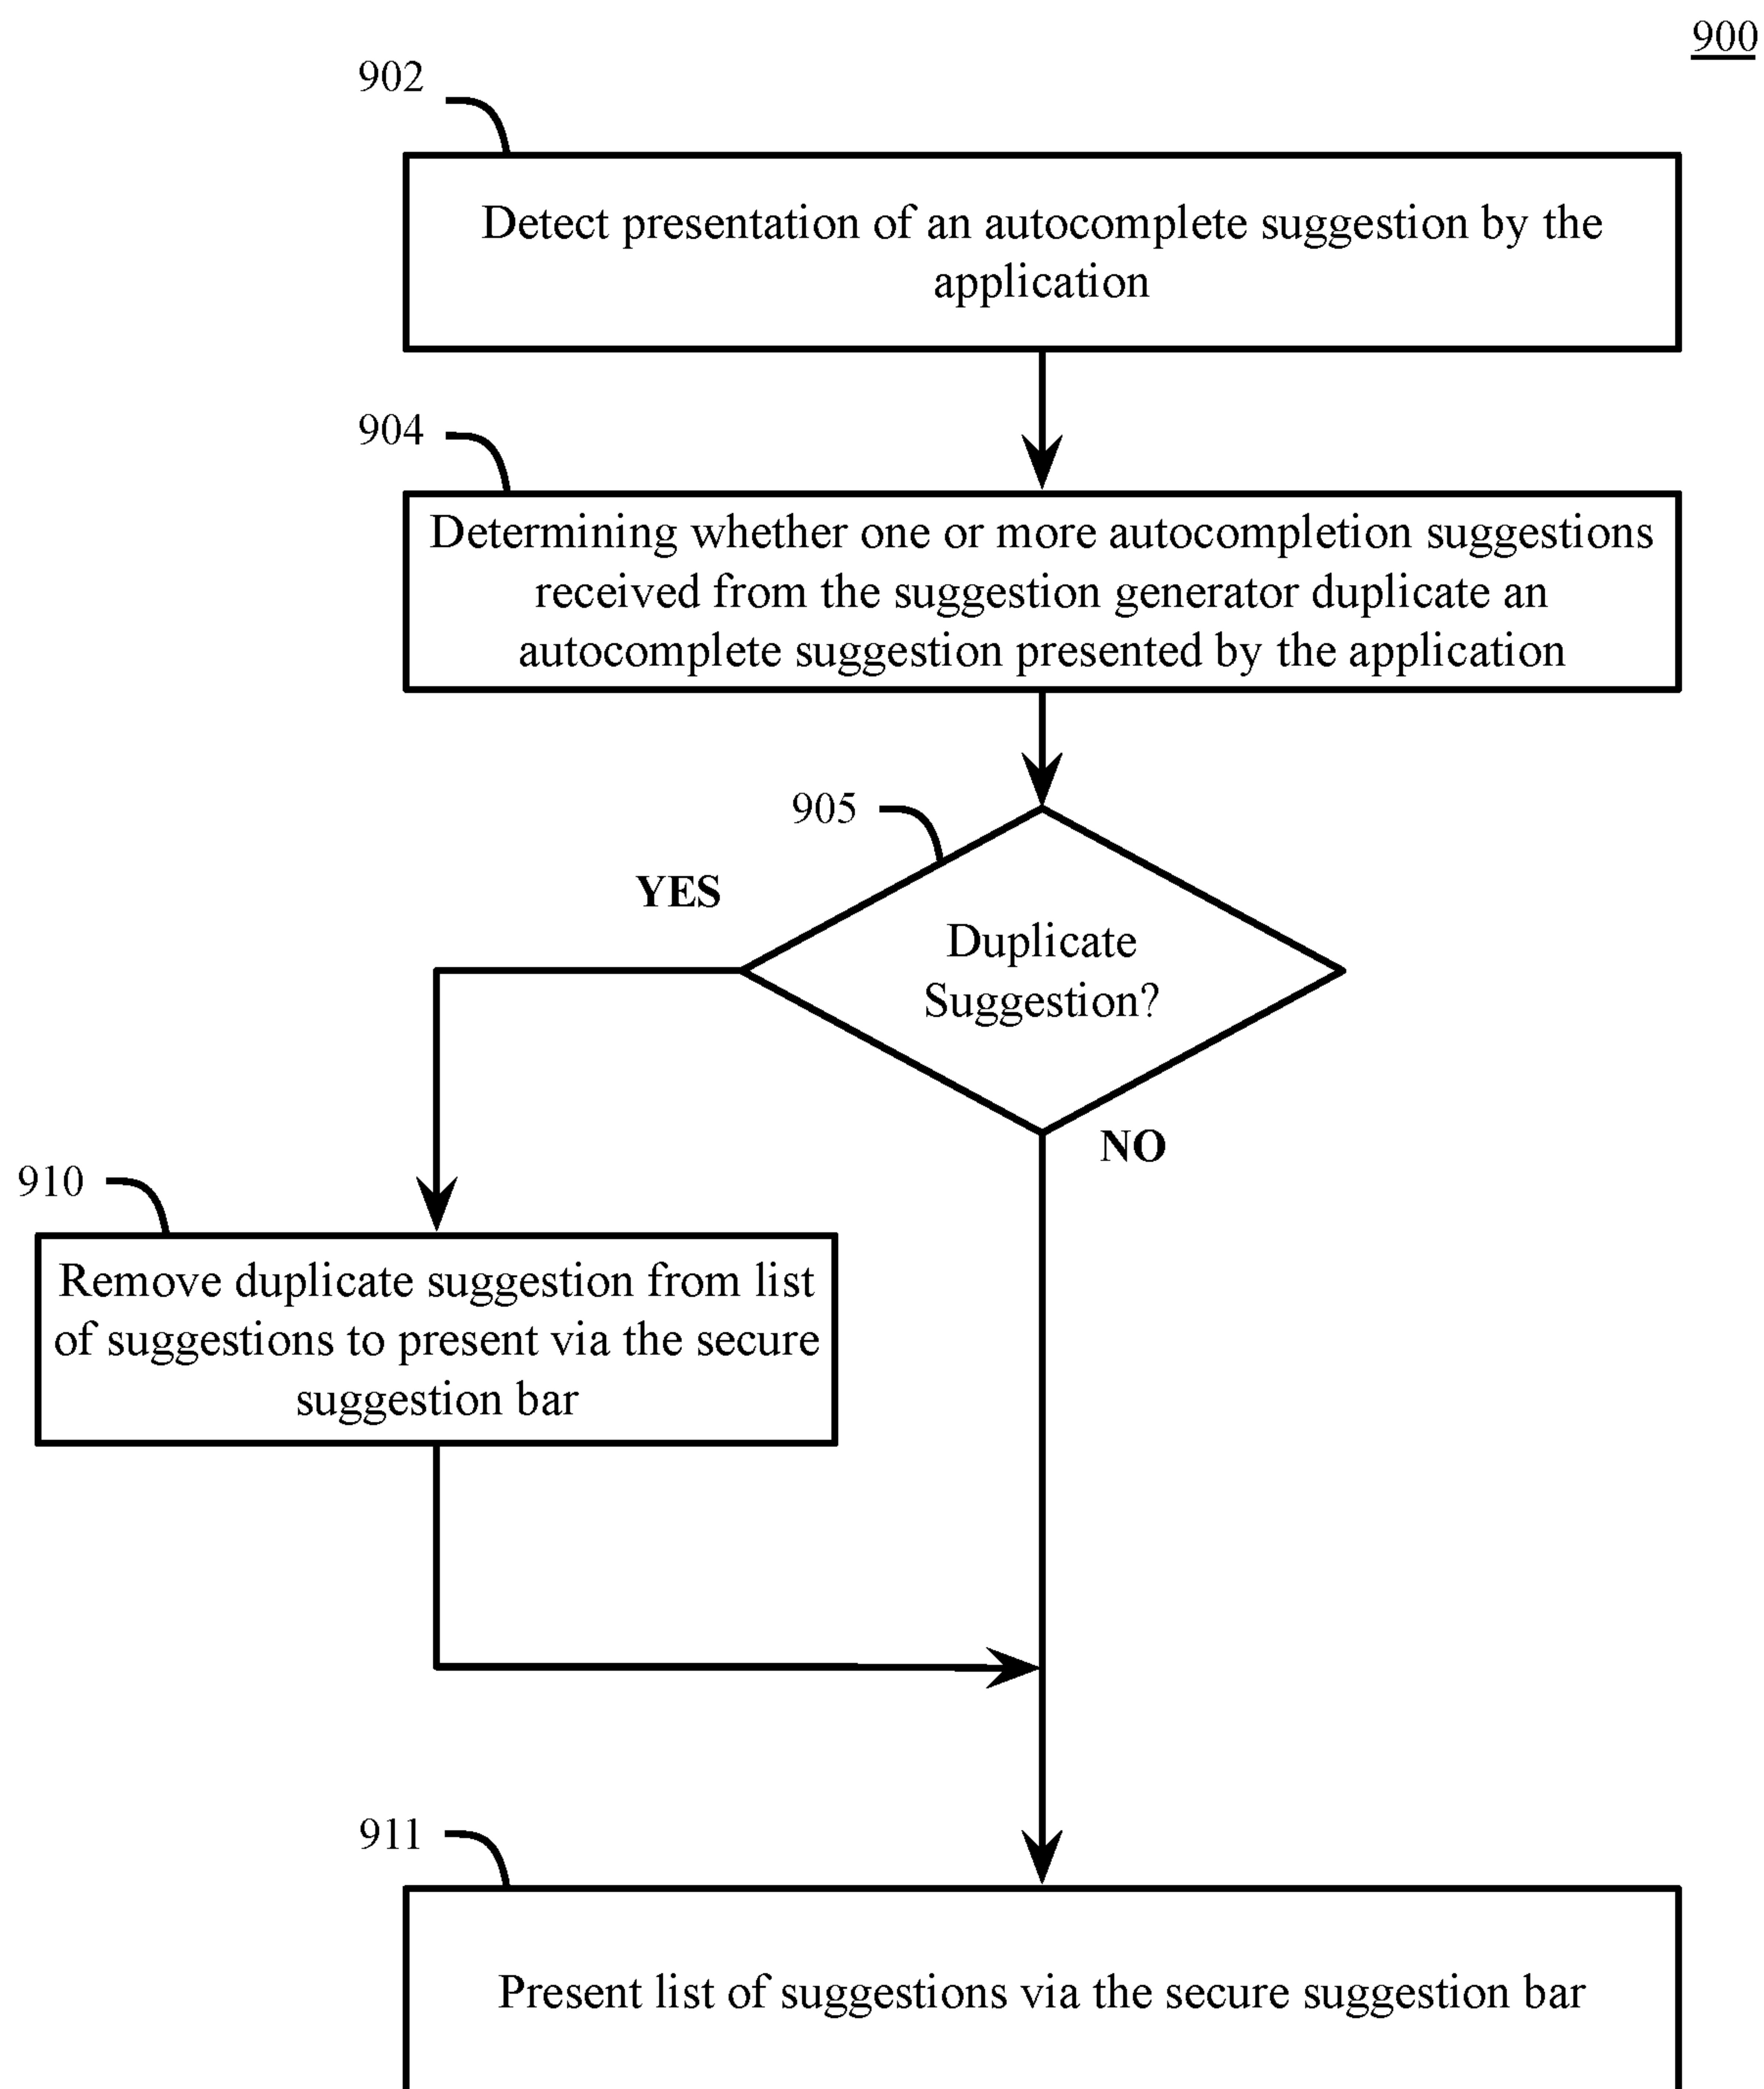 900
902
Detect presentation of an autocomplete suggestion by the
application
904
Determining whether one or more autocompletion suggestions
received from the suggestion generator duplicate an
autocomplete suggestion presented by the application
905
YES
Duplicate
Suggestion?
NO
910
Remove duplicate suggestion from list
of suggestions to present via the secure
suggestion bar
911
Present list of suggestions via the secure suggestion bar